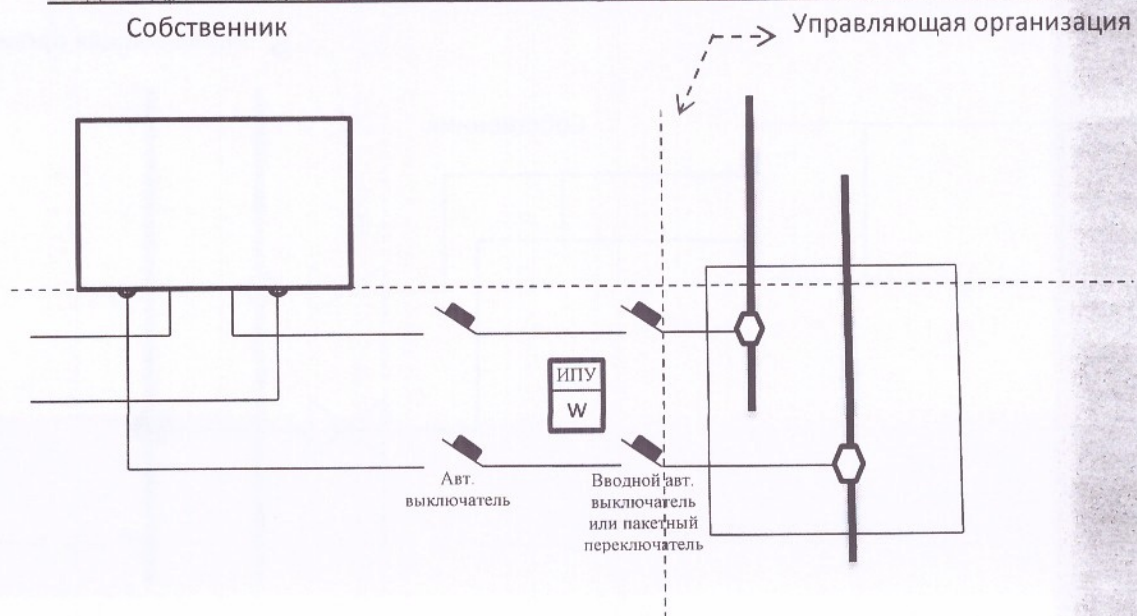 Собственник
Управляющая организация
ИПУ
W
Авт.
выключатель
Вводной авт.
выключатель
или пакетный
переключатель